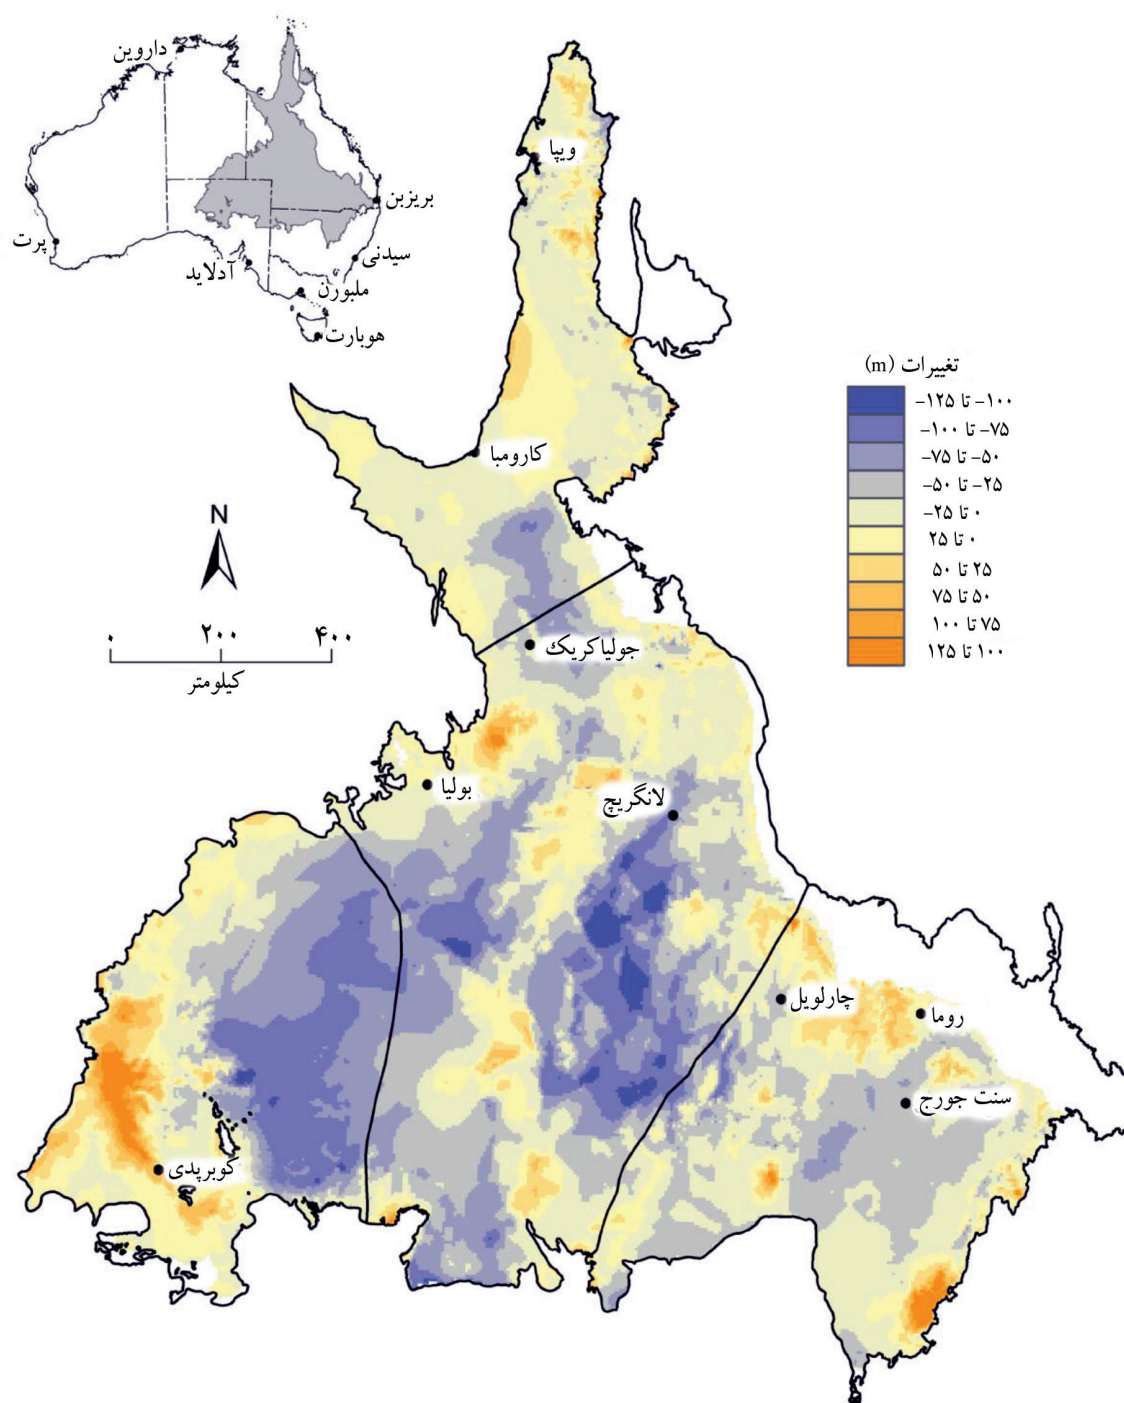 داروین
بریزبن
پرت
سیدنی
آدلاید
ملبورن
هوبارت
ویپا
تغییرات (m)
−۱۲۵ تا −۱۰۰
−۱۰۰ تا −۷۵
−۷۵ تا −۵۰
−۵۰ تا −۲۵
−۲۵ تا ۰
۰ تا ۲۵
۲۵ تا ۵۰
۵۰ تا ۷۵
۷۵ تا ۱۰۰
۱۰۰ تا ۱۲۵
کارومبا
N
۰ ۲۰۰ ۴۰۰
کیلومتر
جولیاکریک
بولیا
لانگریچ
چارلویل
روما
سنت جورج
کوبرپدی